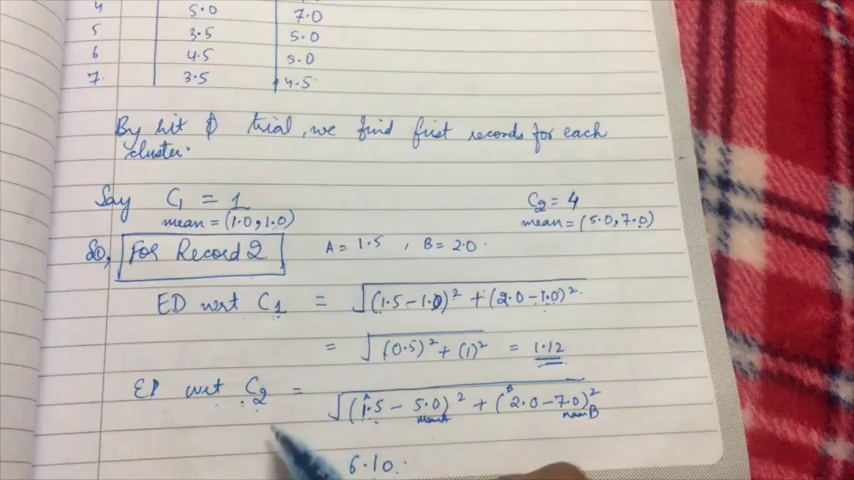 4 5.0 7.0
5 3.5 5.0
6 4.5 5.0
7. 3.5 4.5
By hit & trial, we find first records for each
cluster.
Say C₁ = 1 C₂ = 4
mean = (1.0, 1.0) mean = (5.0, 7.0)
So, For Record 2 A = 1.5 , B = 2.0
ED wrt C₁ = √(1.5-1.0)² + (2.0-1.0)²
= √(0.5)² + (1)² = 1.12
ED wrt C₂ = √(1.5 - 5.0)² + (2.0-7.0)²
A mean A B mean B
6.10